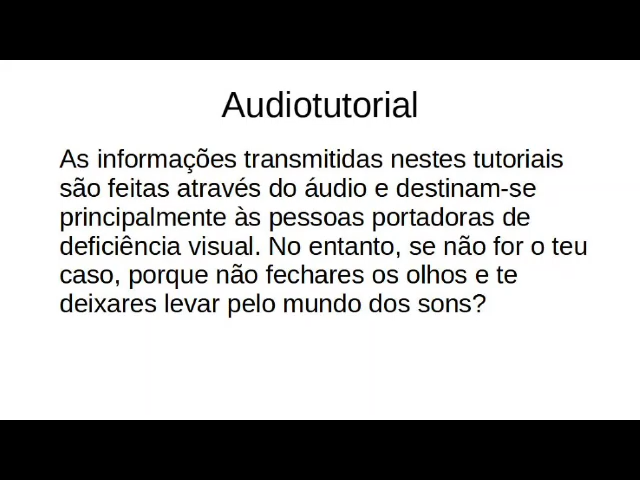 Audiotutorial
As informações transmitidas nestes tutoriais
são feitas através do áudio e destinam-se
principalmente às pessoas portadoras de
deficiência visual. No entanto, se não for o teu
caso, porque não fechares os olhos e te
deixares levar pelo mundo dos sons?